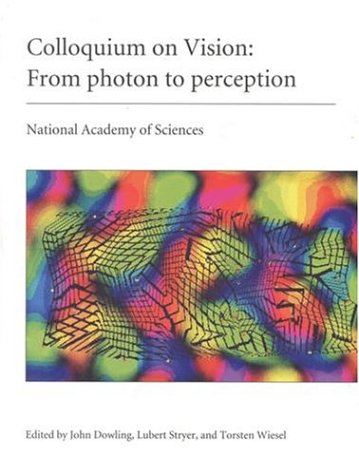 Colloquium on Vision:
From photon to perception
National Academy of Sciences
Edited by John Dowling, Lubert Stryer, and Torsten Wiesel